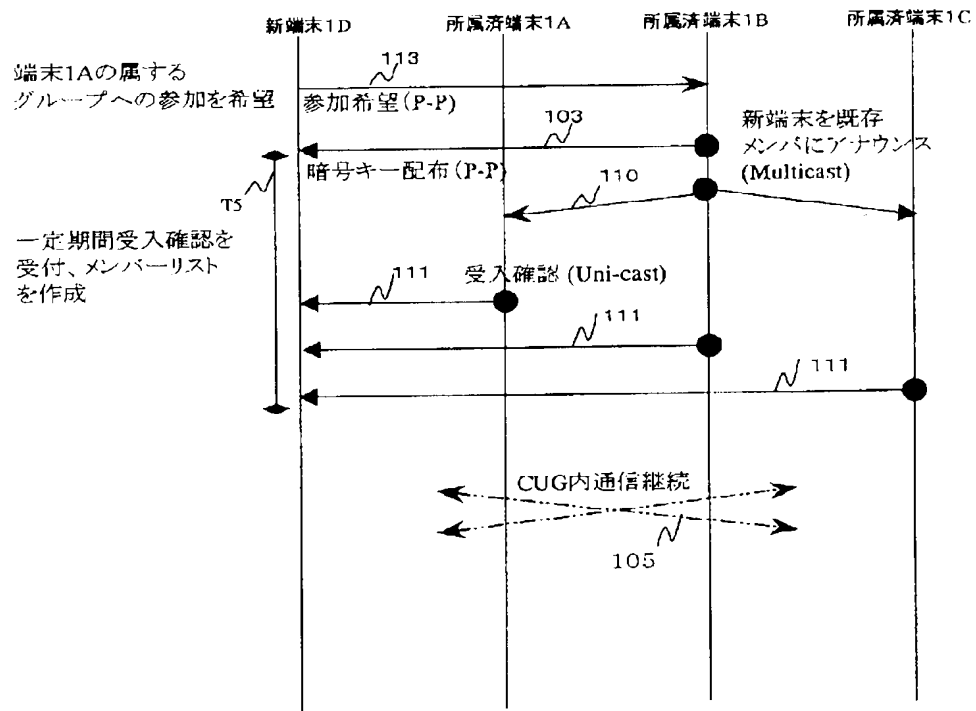 新端末1D
所属済端末1A
所属済端末1B
所属済端末1C
113
端末1Aの属する
グループへの参加を希望
参加希望(P-P)
103
新端末を既存
メンバにアナウンス
(Multicast)
暗号キー配布(P-P)
110
T5
一定期間受入確認を
受付、メンバーリスト
を作成
111
受入確認 (Uni-cast)
111
111
CUG内通信継続
105